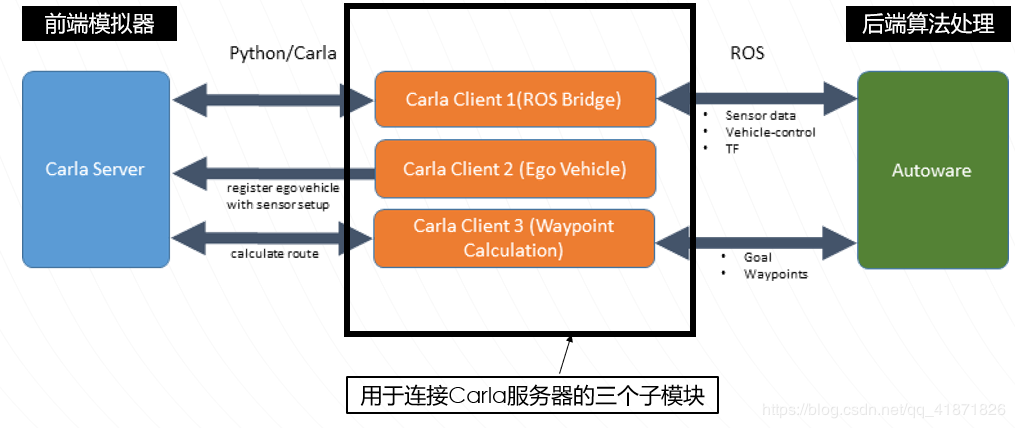 前端模拟器
后端算法处理
Python/Carla
ROS
Carla Client 1(ROS Bridge)
Sensor data
Vehicle-control
TF
Carla Server
Carla Client 2 (Ego Vehicle)
Autoware
register ego vehicle
with sensor setup
Carla Client 3 (Waypoint
Calculation)
calculate route
Goal
Waypoints
用于连接Carla服务器的三个子模块
https://blog.csdn.net/qq_41871826